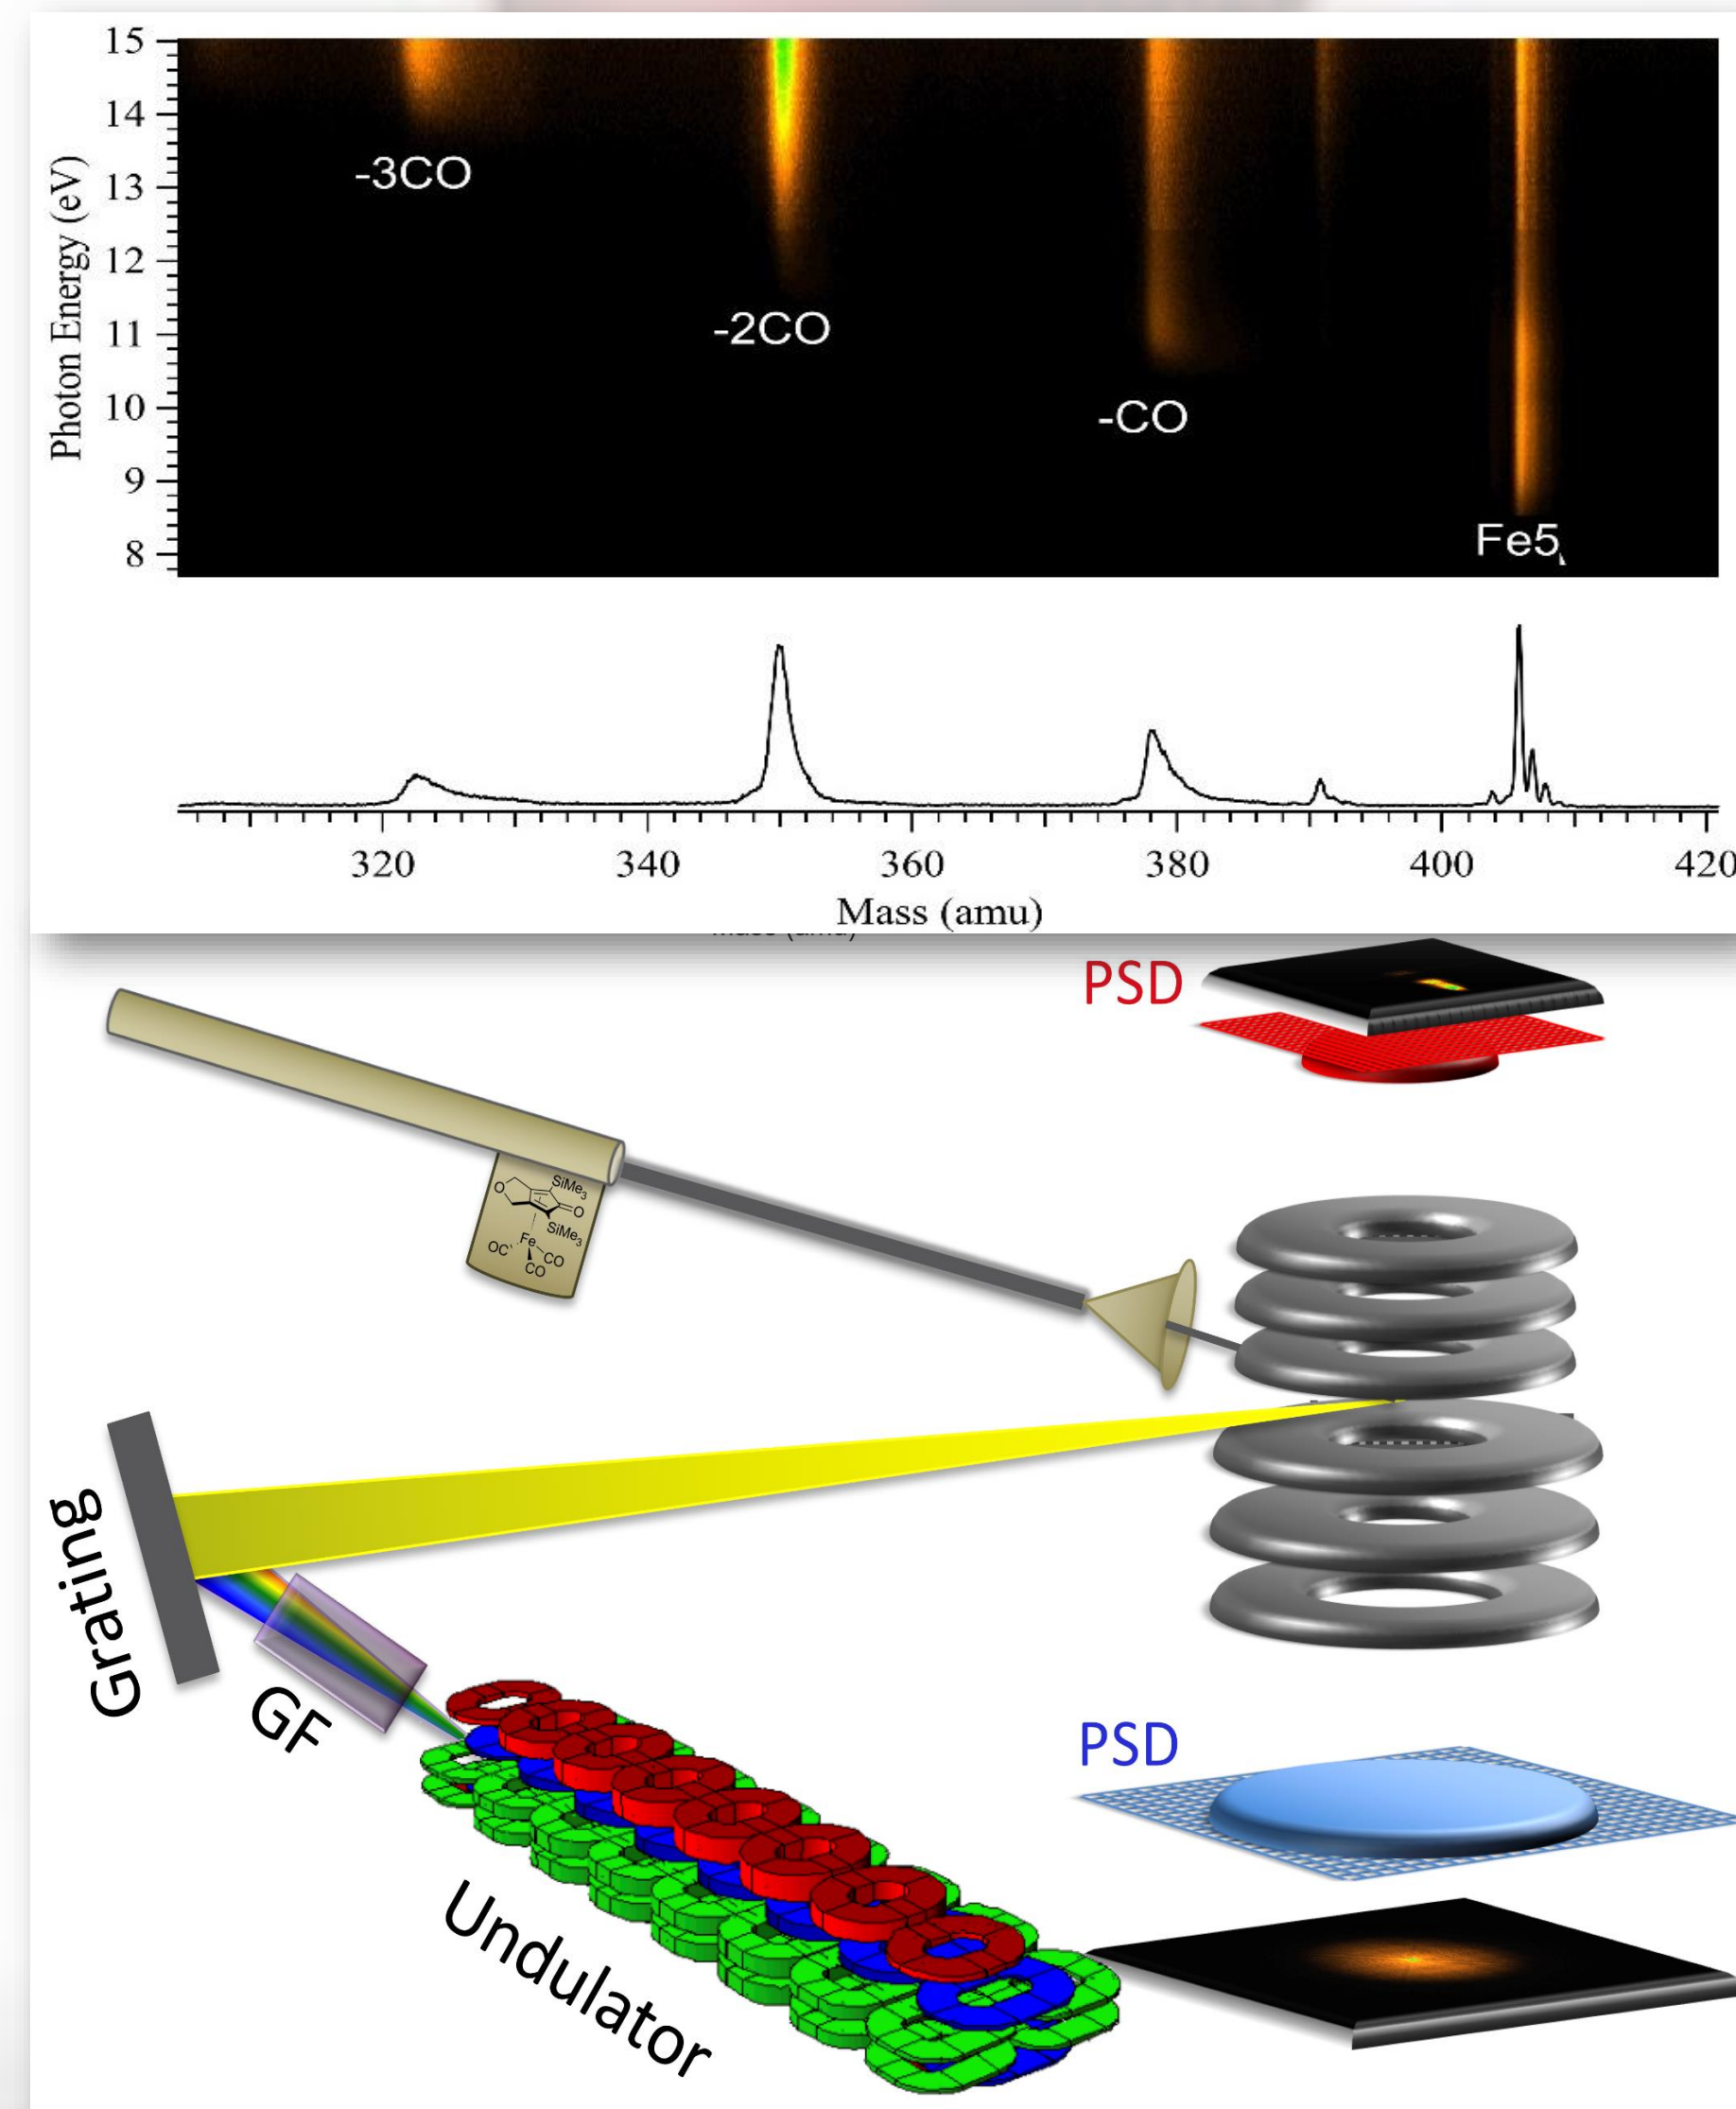 15
14
13
12
11
10
9
8
Photon Energy (eV)
-3CO
-2CO
-CO
Fe5
320 340 360 380 400 420
Mass (amu)
PSD
SiMe3
O
O
SiMe3
Fe
OC
CO
CO
Grating
GF
PSD
Undulator